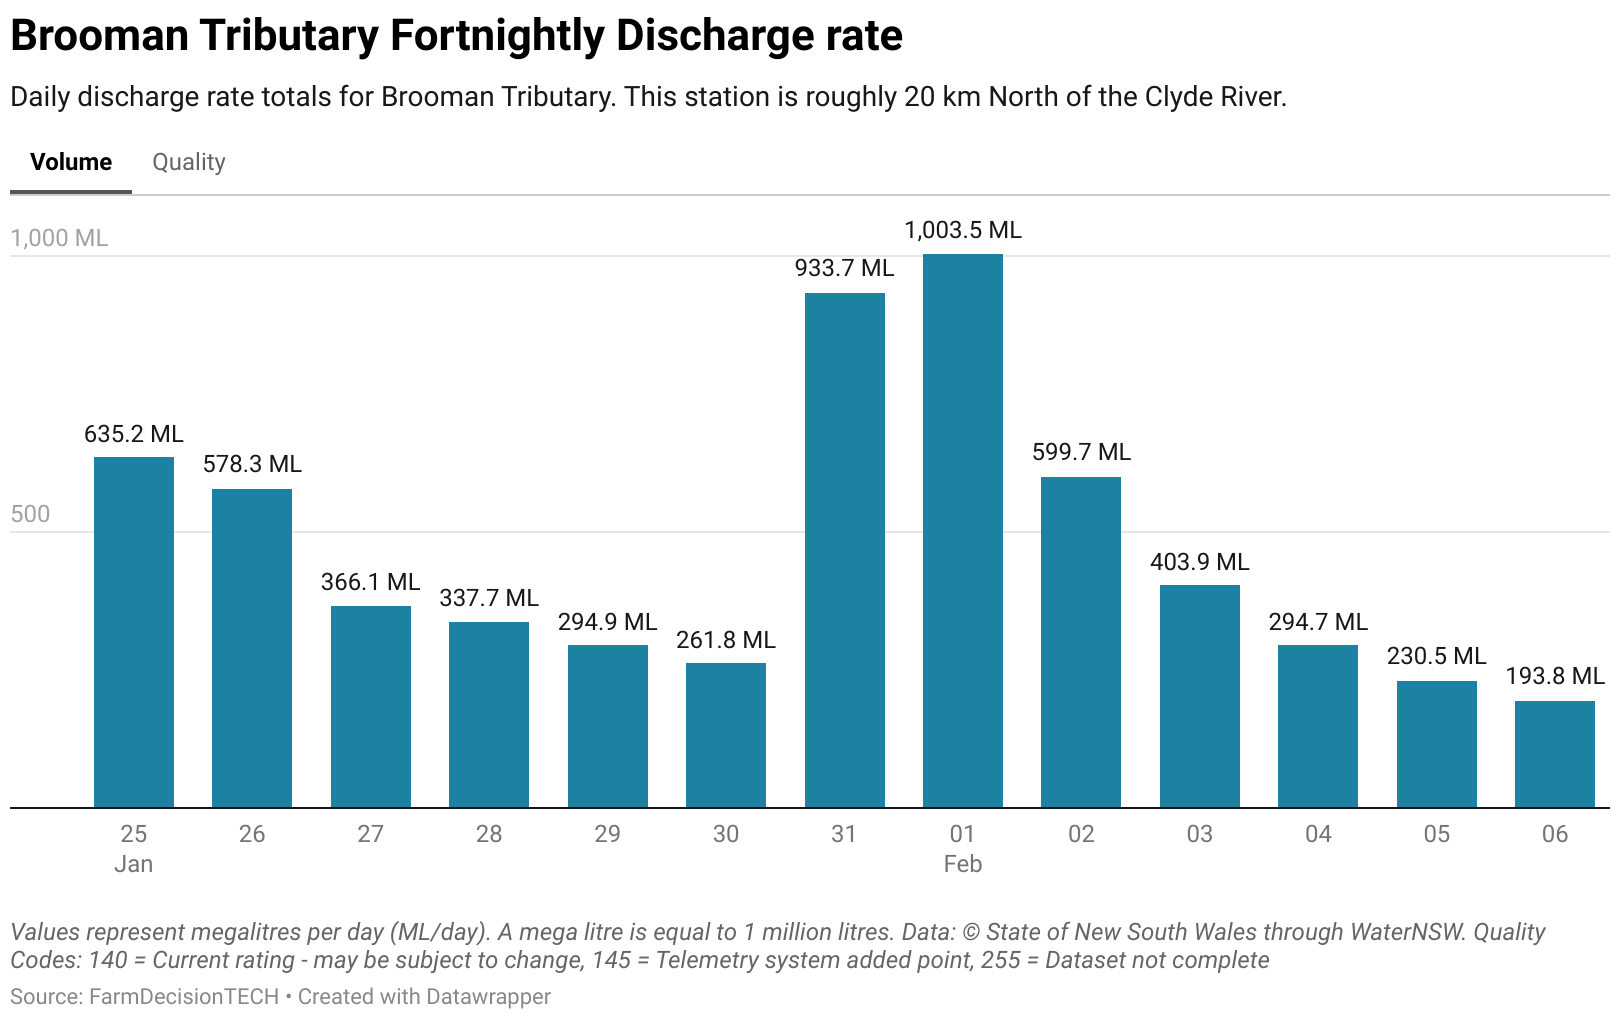 Brooman Tributary Fortnightly Discharge rate
Daily discharge rate totals for Brooman Tributary. This station is roughly 20 km North of the Clyde River.
Volume Quality
1,000 ML
500
635.2 ML
578.3 ML
366.1 ML
337.7 ML
294.9 ML
261.8 ML
933.7 ML
1,003.5 ML
599.7 ML
403.9 ML
294.7 ML
230.5 ML
193.8 ML
25 26 27 28 29 30 31 01 02 03 04 05 06
Jan Feb
Values represent megalitres per day (ML/day). A mega litre is equal to 1 million litres. Data: © State of New South Wales through WaterNSW. Quality
Codes: 140 = Current rating - may be subject to change, 145 = Telemetry system added point, 255 = Dataset not complete
Source: FarmDecisionTECH • Created with Datawrapper